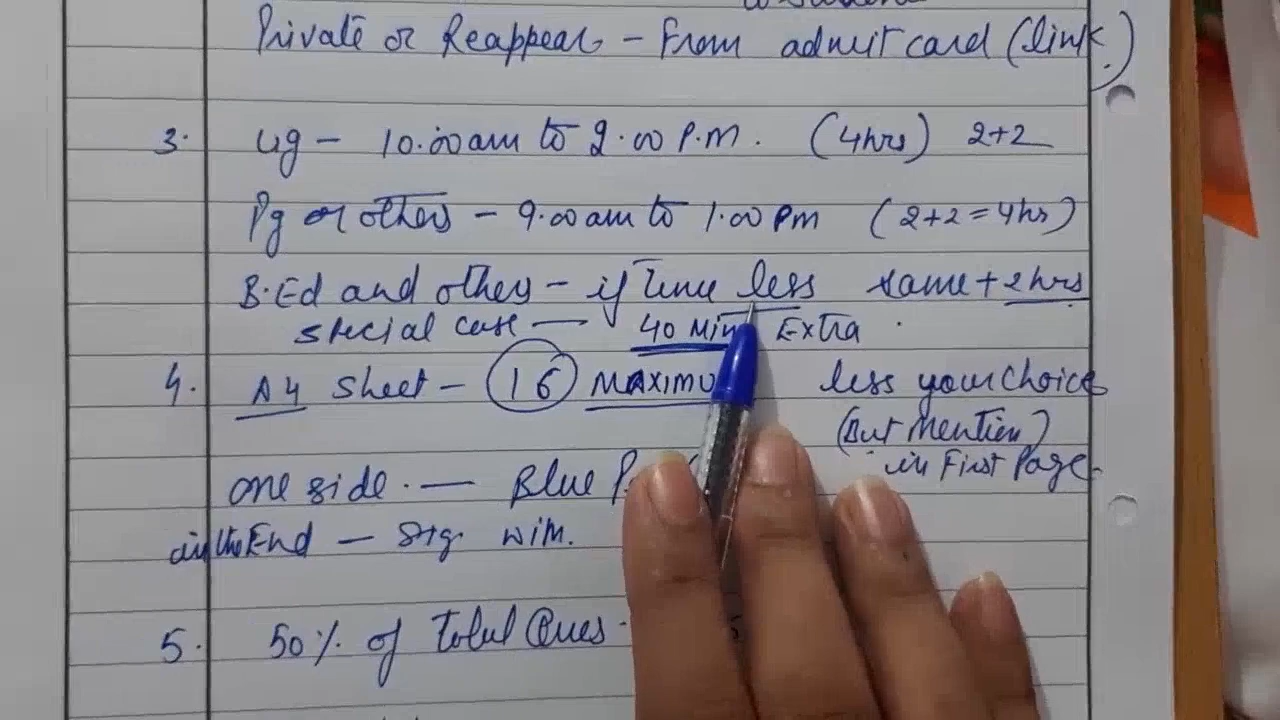 Private or Reappear - From admit card (link.)
3. Ug - 10.00am to 2.00 P.M. (4hrs) 2+2
Pg or others - 9.00am to 1.00 Pm (2+2=4hr)
B.Ed and others - if Time less same + 2hrs
special case - 40 Min Extra.
4. A4 Sheet - 16 MAXIMU less your choice
(But Mention)
in First Page
one side. - Blue
in the End - Sig.
5. 50% of Total Ques.